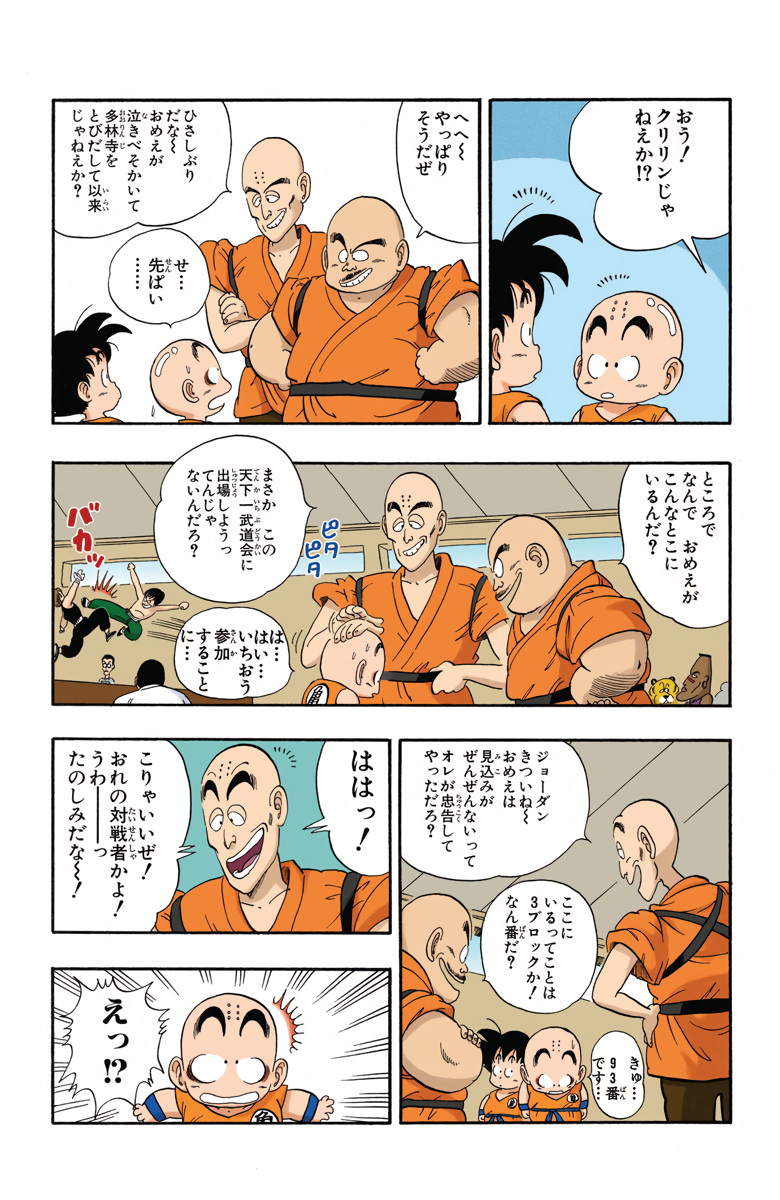 おう!
クリリンじゃ
ねえか!?
へへ〜
やっぱり
そうだぜ
ひさしぶり
だな〜
おめえが
泣きべそかいて
多林寺を
とびだして以来
じゃねえか?
せ…
先ぱい
……
ところで
なんで おめえが
こんなとこに
いるんだ?
まさか この
天下一武道会に
出場しようっ
てんじゃ
ないんだろ?
ピタ
ピタ
バカッ
は…
はい…
いちおう
参加
すること
に…
亀
ジョーダン
きついね〜
おめえは
見込みが
ぜんぜんないって
オレが忠告して
やっただろ?
ここに
いるってことは
3ブロックか!
なん番だ?
きゅ…
93番
です…
ははっ!
こりゃいいぜ!
おれの対戦者かよ!
うわ――っ
たのしみだな〜!
えっ!?
亀